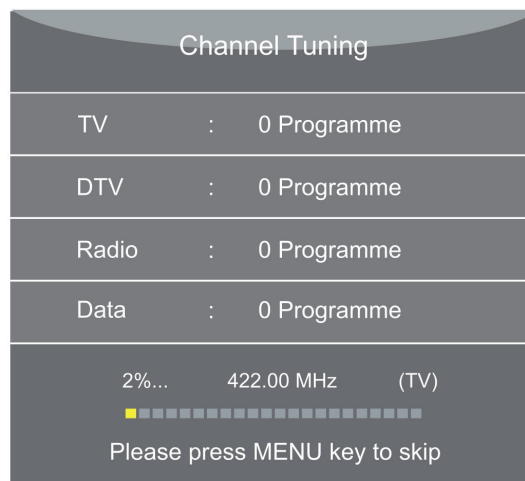 Channel Tuning
TV : 0 Programme
DTV : 0 Programme
Radio : 0 Programme
Data : 0 Programme
2%... 422.00 MHz (TV)
Please press MENU key to skip